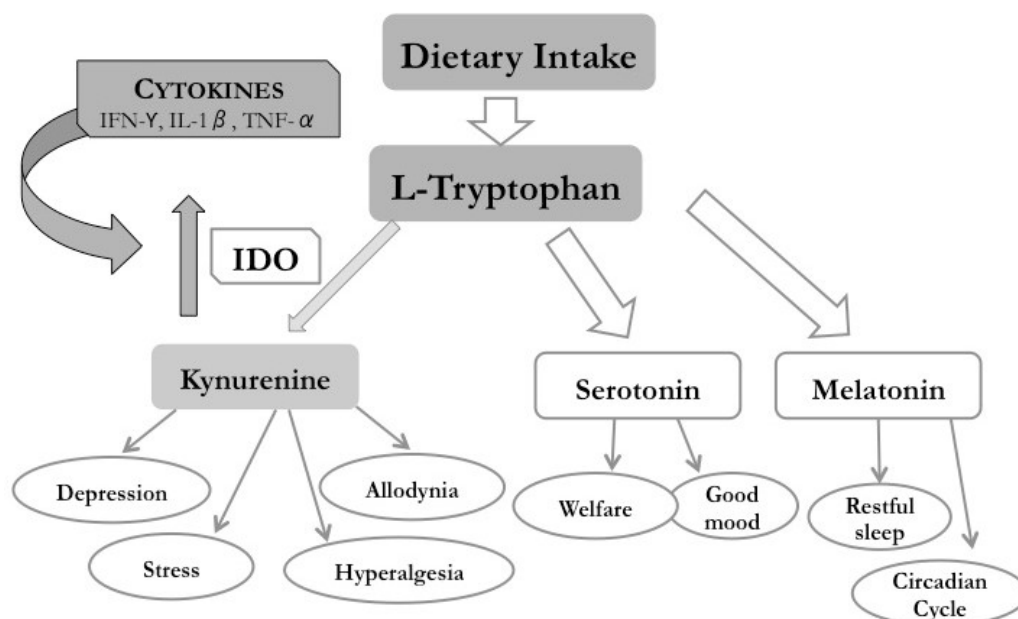 Dietary Intake
CYTOKINES
IFN-Υ, IL-1β, TNF-α
L-Tryptophan
IDO
Kynurenine
Serotonin
Melatonin
Depression
Allodynia
Welfare
Good
mood
Restful
sleep
Stress
Hyperalgesia
Circadian
Cycle